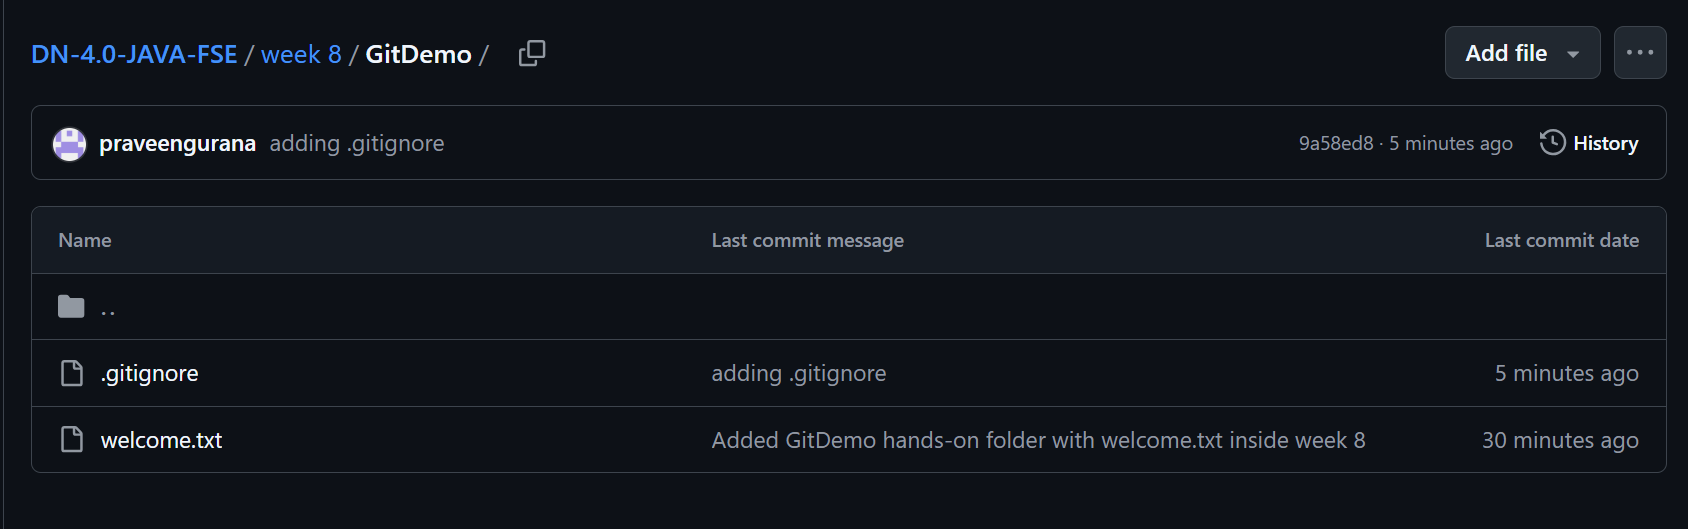 DN-4.0-JAVA-FSE / week 8 / GitDemo / Add file
praveengurana adding .gitignore 9a58ed8 · 5 minutes ago History
Name Last commit message Last commit date
..
.gitignore adding .gitignore 5 minutes ago
welcome.txt Added GitDemo hands-on folder with welcome.txt inside week 8 30 minutes ago